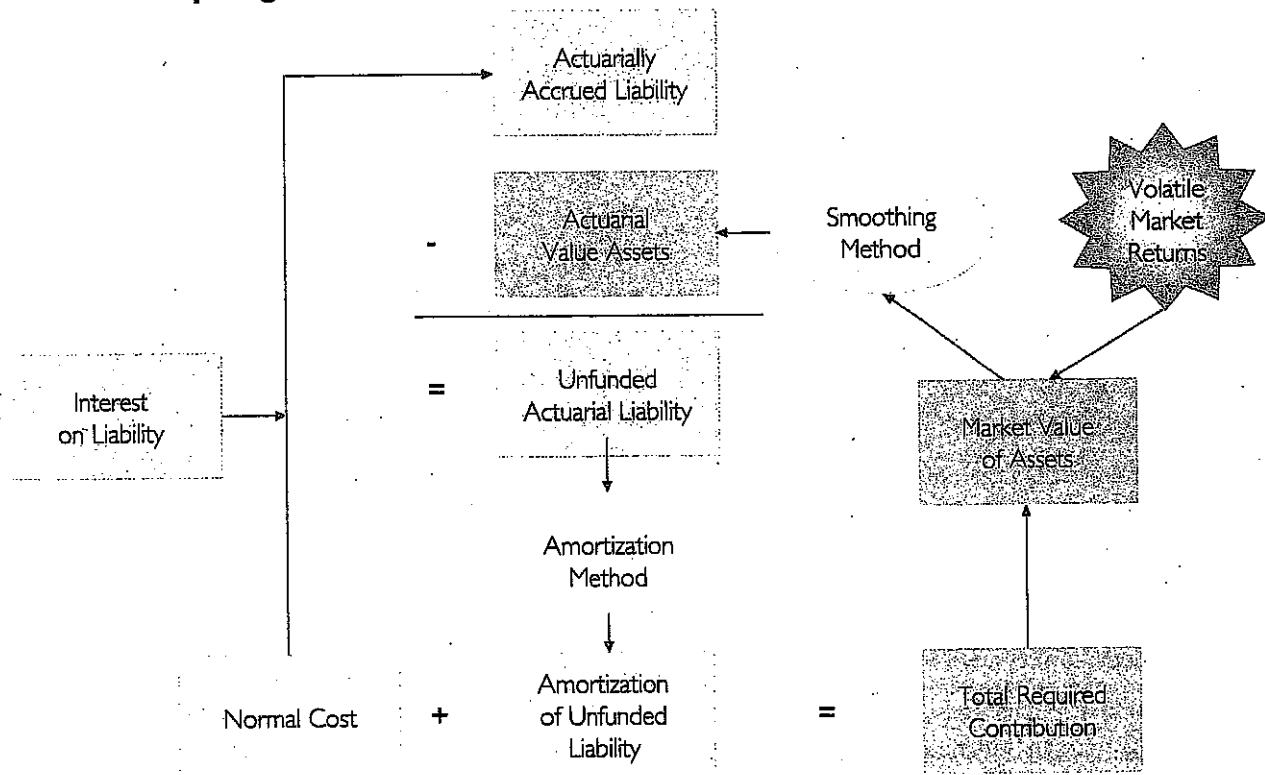 Actuarially
Accrued Liability
-
Actuarial
Value Assets
Smoothing
Method
Volatile
Market
Returns
Interest
on Liability
=
Unfunded
Actuarial Liability
Market Value
of Assets
Amortization
Method
Normal Cost
+
Amortization
of Unfunded
Liability
=
Total Required
Contribution